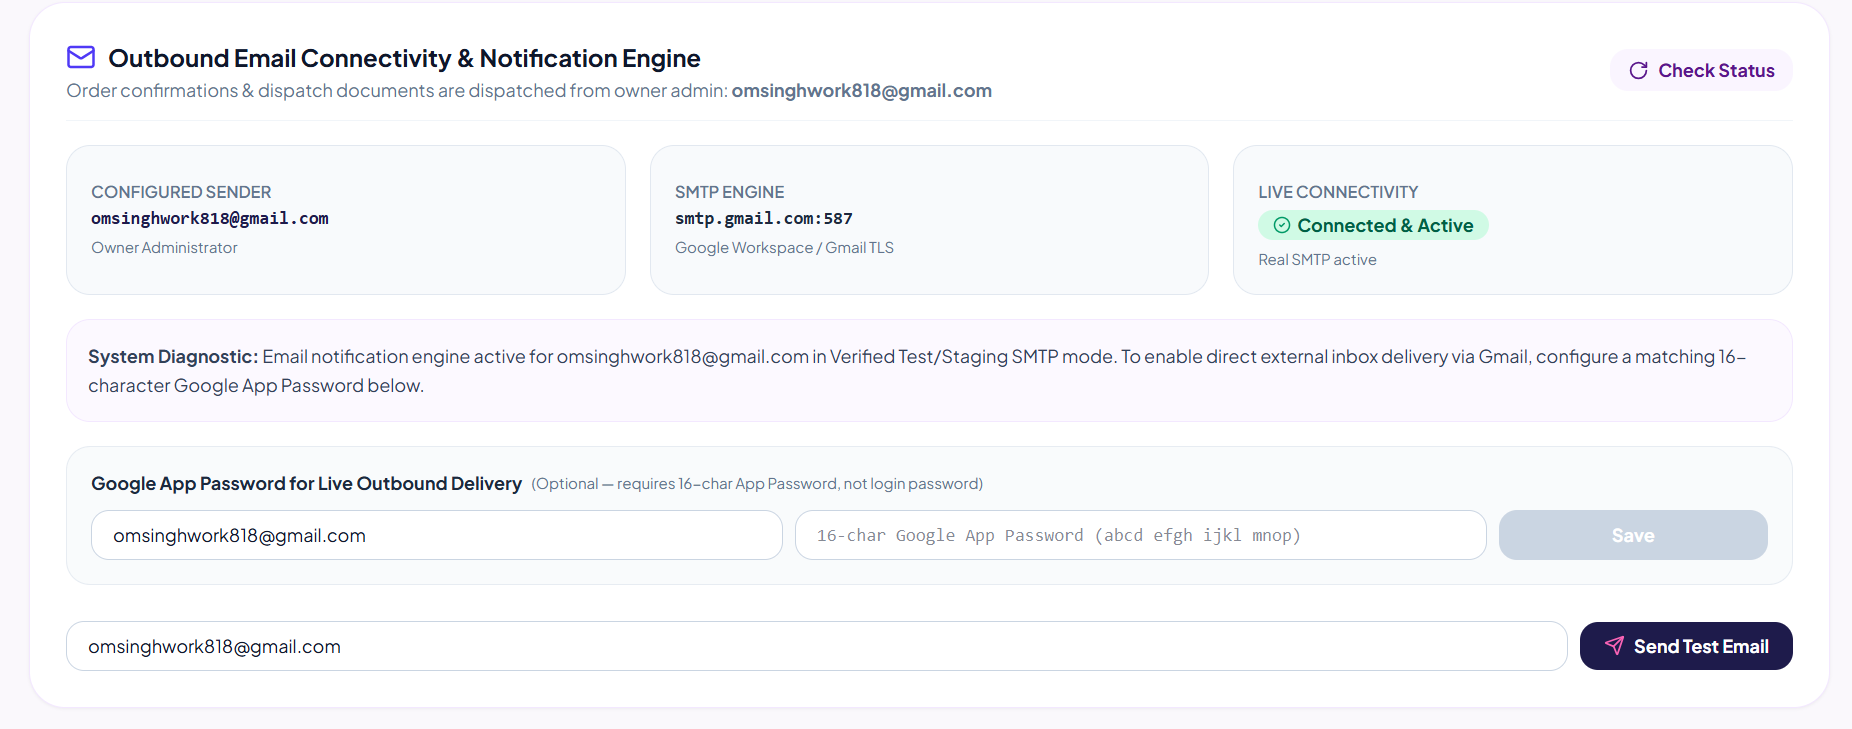 Outbound Email Connectivity & Notification Engine
Order confirmations & dispatch documents are dispatched from owner admin: omsinghwork818@gmail.com
Check Status
CONFIGURED SENDER
omsinghwork818@gmail.com
Owner Administrator
SMTP ENGINE
smtp.gmail.com:587
Google Workspace / Gmail TLS
LIVE CONNECTIVITY
Connected & Active
Real SMTP active
System Diagnostic: Email notification engine active for omsinghwork818@gmail.com in Verified Test/Staging SMTP mode. To enable direct external inbox delivery via Gmail, configure a matching 16-
character Google App Password below.
Google App Password for Live Outbound Delivery (Optional — requires 16-char App Password, not login password)
omsinghwork818@gmail.com
16-char Google App Password (abcd efgh ijkl mnop)
Save
omsinghwork818@gmail.com
Send Test Email